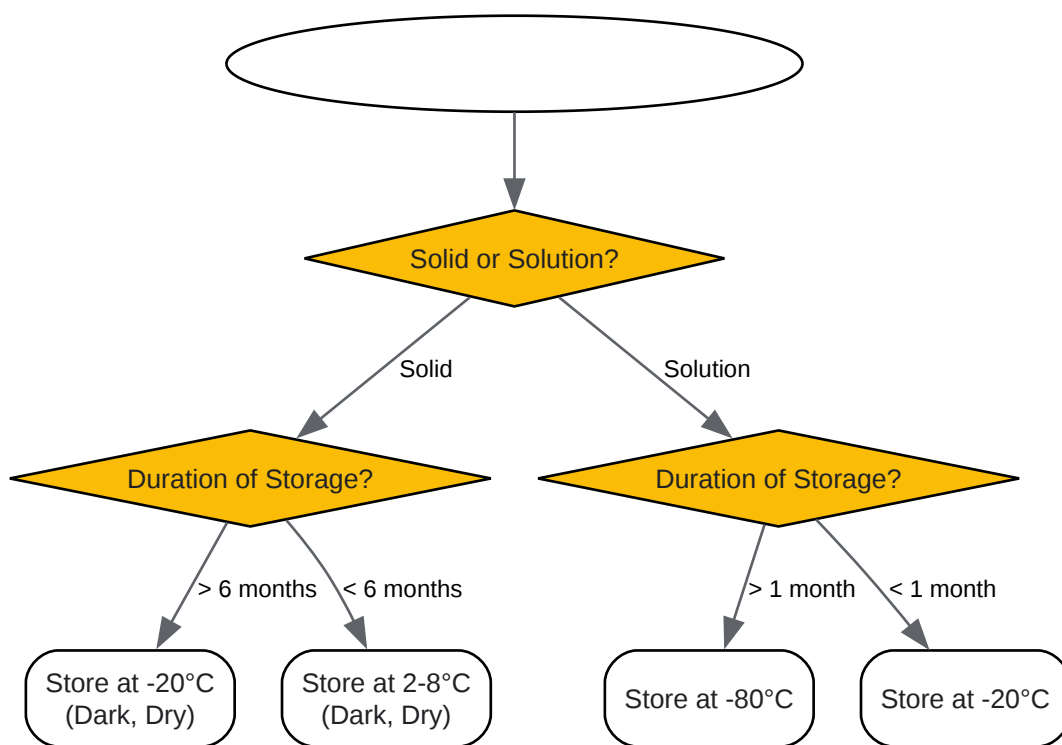 Solid or Solution?
Solid
Solution
Duration of Storage?
Duration of Storage?
> 6 months
< 6 months
> 1 month
< 1 month
Store at -20°C
(Dark, Dry)
Store at 2-8°C
(Dark, Dry)
Store at -80°C
Store at -20°C